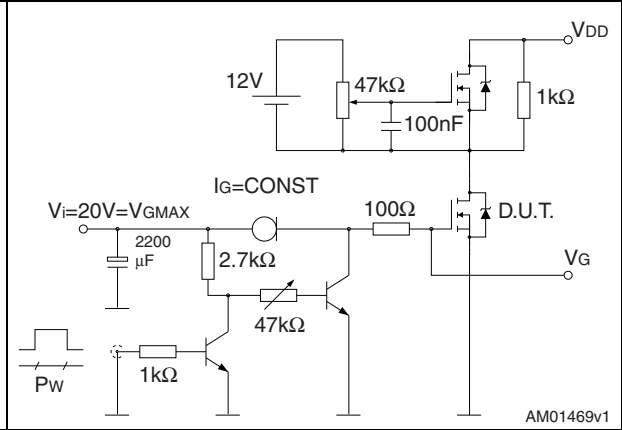 VDD
12V
47kΩ
1kΩ
100nF
IG=CONST
Vi=20V=VGMAX
100Ω
D.U.T.
2200
μF
2.7kΩ
VG
47kΩ
1kΩ
PW
AM01469v1